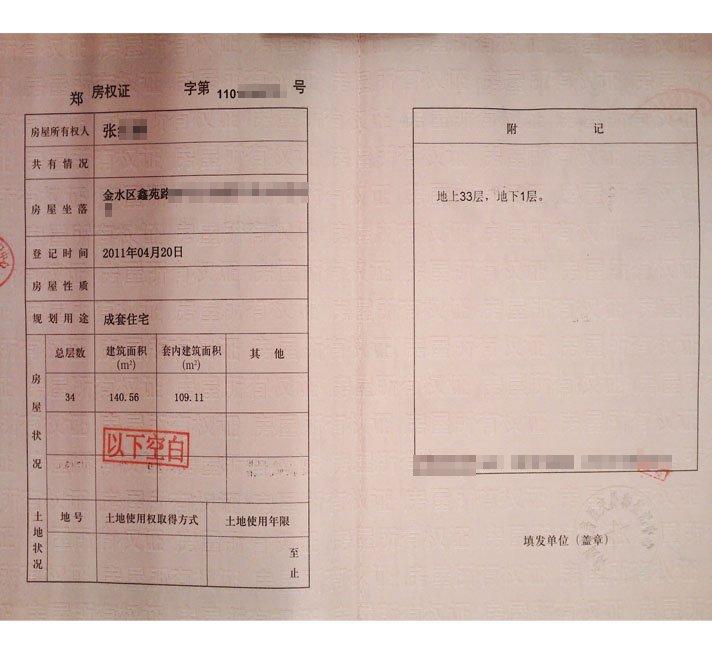 郑 房权证 字第 110 号
房屋所有权人 张
共有情况
房屋坐落 金水区鑫苑路
登记时间 2011年04月20日
房屋性质
规划用途 成套住宅
房屋状况
总层数 建筑面积(m²) 套内建筑面积(m²) 其他
34 140.56 109.11
以下空白
土地状况
地号 土地使用权取得方式 土地使用年限
至
止
附 记
地上33层，地下1层。
填发单位（盖章）